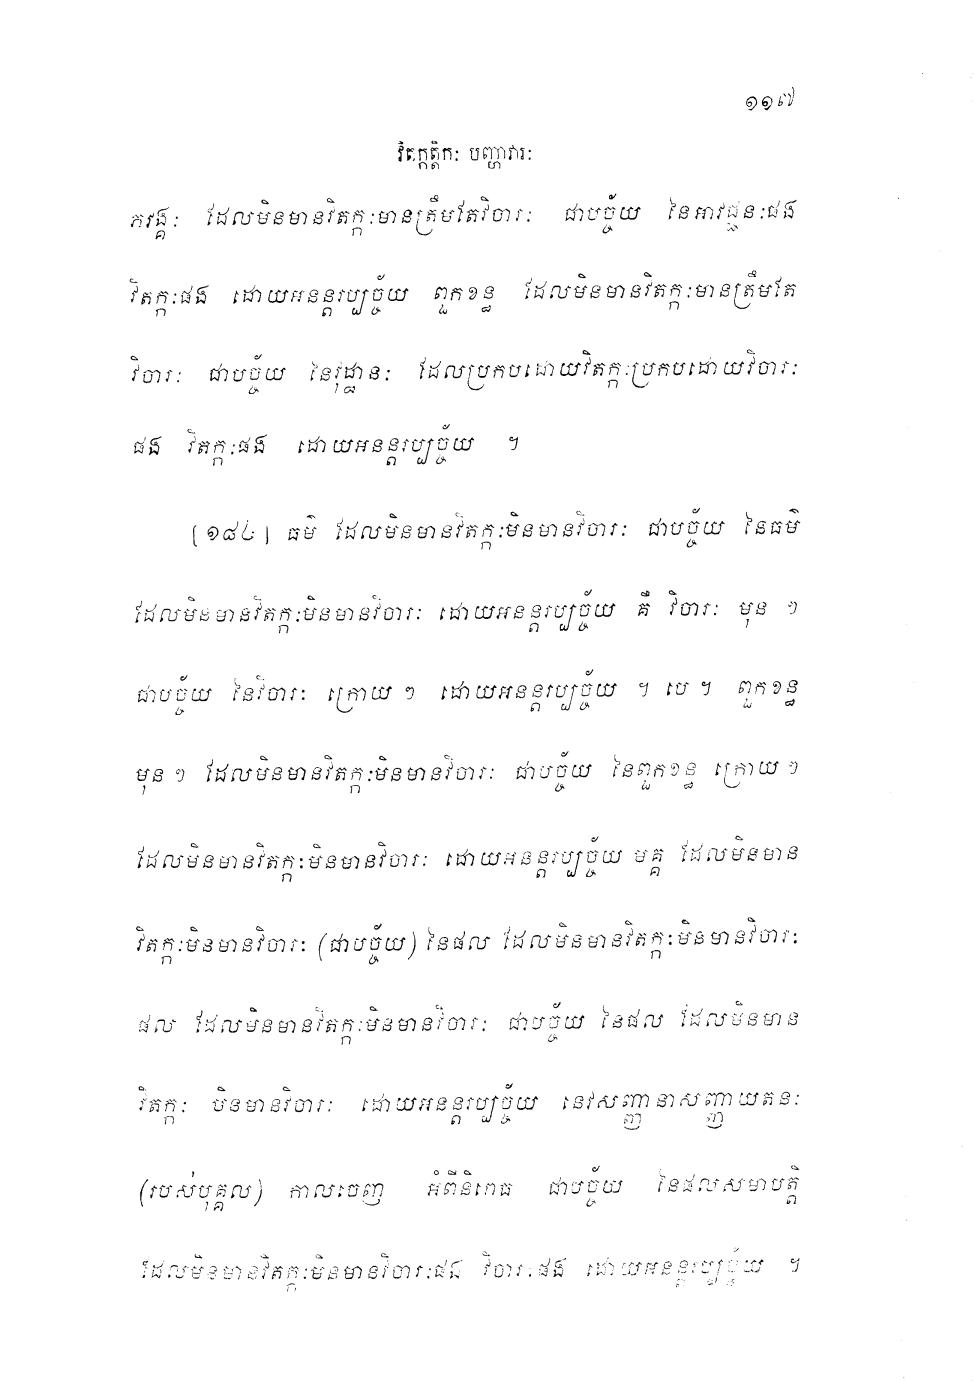 ១១៧
វិតក្កត្តិកៈ បញ្ហាវារៈ
ភវង្គៈ ដែលមិនមានវិតក្កៈមានត្រឹមតែវិចារៈ ជាបច្ច័យ នៃអាវជ្ជនៈផង
វិតក្កៈផង ដោយអនន្តរប្បច្ច័យ ពួកខន្ធ ដែលមិនមានវិតក្កៈមានត្រឹមតែ
វិចារៈ ជាបច្ច័យ នៃវុដ្ឋានៈ ដែលប្រកបដោយវិតក្កៈប្រកបដោយវិចារៈ
ផង វិតក្កៈផង ដោយអនន្តរប្បច្ច័យ ។
[១៨៤] ធម៌ ដែលមិនមានវិតក្កៈមិនមានវិចារៈ ជាបច្ច័យ នៃធម៌
ដែលមិនមានវិតក្កៈមិនមានវិចារៈ ដោយអនន្តរប្បច្ច័យ គឺ វិចារៈ មុន ៗ
ជាបច្ច័យ នៃវិចារៈ ក្រោយ ៗ ដោយអនន្តរប្បច្ច័យ ។ បេ ។ ពួកខន្ធ
មុន ៗ ដែលមិនមានវិតក្កៈមិនមានវិចារៈ ជាបច្ច័យ នៃពួកខន្ធ ក្រោយ ៗ
ដែលមិនមានវិតក្កៈមិនមានវិចារៈ ដោយអនន្តរប្បច្ច័យ មគ្គ ដែលមិនមាន
វិតក្កៈមិនមានវិចារៈ (ជាបច្ច័យ) នៃផល ដែលមិនមានវិតក្កៈមិនមានវិចារៈ
ផល ដែលមិនមានវិតក្កៈមិនមានវិចារៈ ជាបច្ច័យ នៃផល ដែលមិនមាន
វិតក្កៈ មិនមានវិចារៈ ដោយអនន្តរប្បច្ច័យ នេវសញ្ញានាសញ្ញាយតនៈ
(របស់បុគ្គល) កាលចេញ អំពីនិរោធ ជាបច្ច័យ នៃផលសមាបត្តិ
ដែលមិនមានវិតក្កៈមិនមានវិចារៈផង វិចារៈផង ដោយអនន្តរប្បច្ច័យ ។